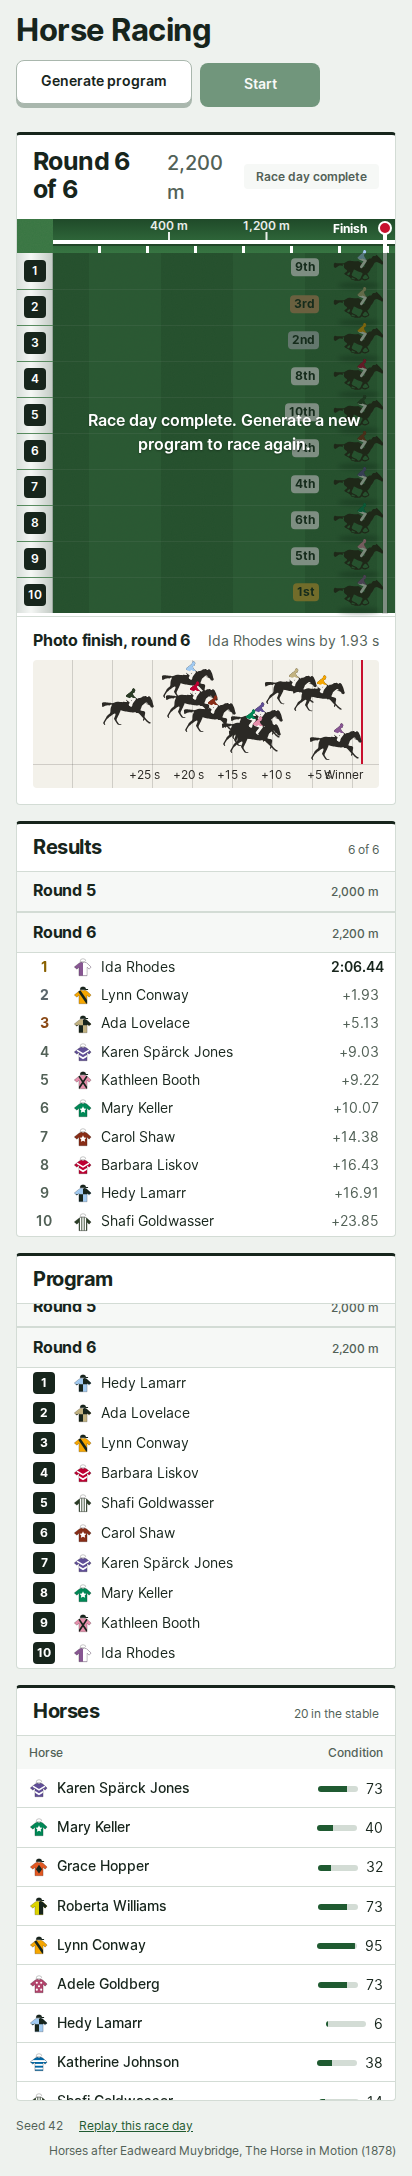 Horse Racing
Generate program
Start
Round 6
of 6
2,200
m
Race day complete
400 m
1,200 m
Finish
1
9th
2
3rd
3
2nd
4
8th
5
10th
Race day complete. Generate a new
program to race again.
6
7th
7
4th
8
6th
9
5th
10
1st
Photo finish, round 6
Ida Rhodes wins by 1.93 s
+25 s
+20 s
+15 s
+10 s
+5 s
Winner
Results
6 of 6
Round 5
2,000 m
Round 6
2,200 m
1 Ida Rhodes 2:06.44
2 Lynn Conway +1.93
3 Ada Lovelace +5.13
4 Karen Spärck Jones +9.03
5 Kathleen Booth +9.22
6 Mary Keller +10.07
7 Carol Shaw +14.38
8 Barbara Liskov +16.43
9 Hedy Lamarr +16.91
10 Shafi Goldwasser +23.85
Program
Round 5
2,000 m
Round 6
2,200 m
1 Hedy Lamarr
2 Ada Lovelace
3 Lynn Conway
4 Barbara Liskov
5 Shafi Goldwasser
6 Carol Shaw
7 Karen Spärck Jones
8 Mary Keller
9 Kathleen Booth
10 Ida Rhodes
Horses
20 in the stable
Horse
Condition
Karen Spärck Jones 73
Mary Keller 40
Grace Hopper 32
Roberta Williams 73
Lynn Conway 95
Adele Goldberg 73
Hedy Lamarr 6
Katherine Johnson 38
Shafi Goldwasser 14
Seed 42
Replay this race day
Horses after Eadweard Muybridge, The Horse in Motion (1878)